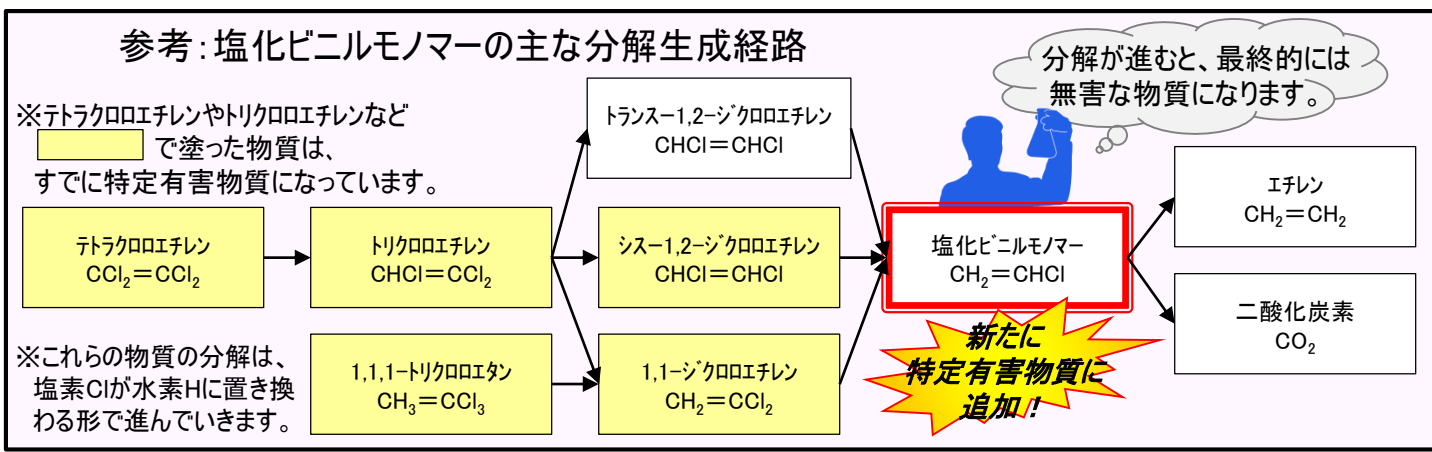 参考：塩化ビニルモノマーの主な分解生成経路
分解が進むと、最終的には
無害な物質になります。
※テトラクロロエチレンやトリクロロエチレンなど
で塗った物質は、
すでに特定有害物質になっています。
トランスー1,2ージクロロエチレン
CHCl＝CHCl
エチレン
CH₂＝CH₂
テトラクロロエチレン
CCl₂＝CCl₂
トリクロロエチレン
CHCl＝CCl₂
シスー1,2ージクロロエチレン
CHCl＝CHCl
塩化ビニルモノマー
CH₂＝CHCl
二酸化炭素
CO₂
※これらの物質の分解は、
塩素Clが水素Hに置き換
わる形で進んでいきます。
1,1,1ートリクロロエタン
CH₃＝CCl₃
1,1ージクロロエチレン
CH₂＝CCl₂
新たに
特定有害物質に
追加！